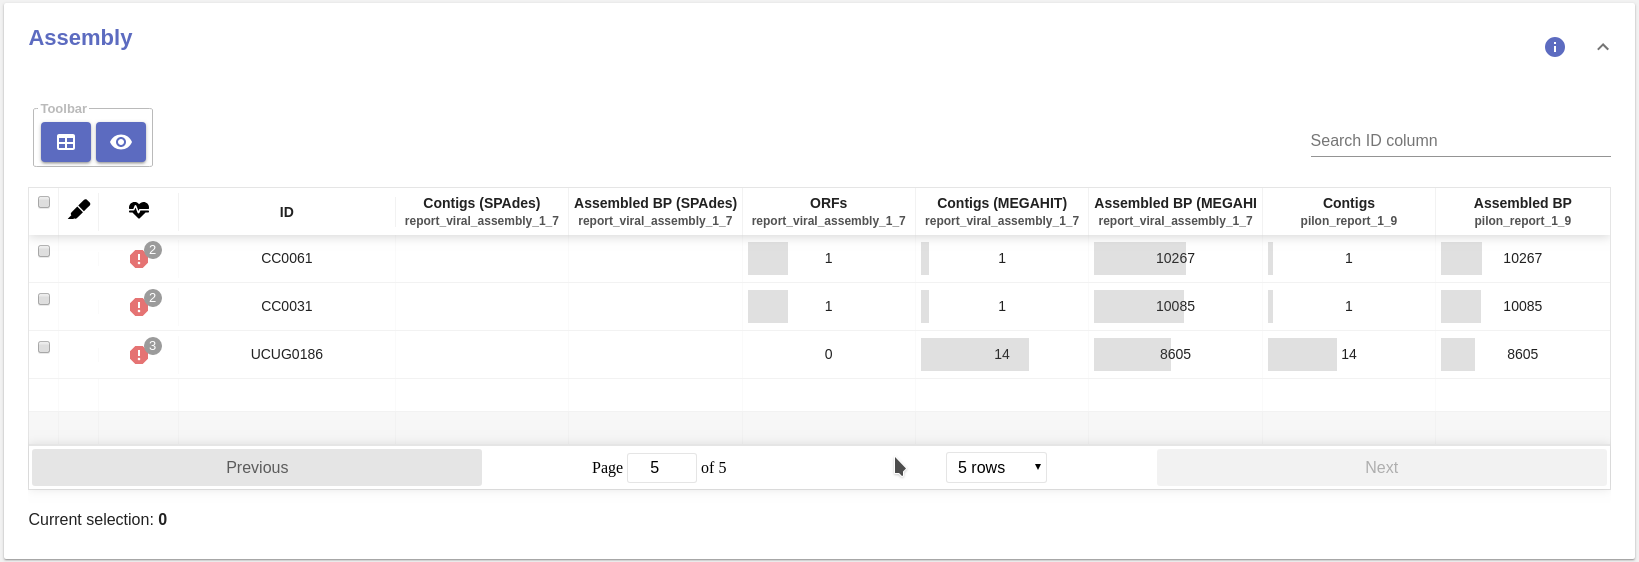 Assembly
Toolbar
Search ID column
ID
Contigs (SPAdes)
report_viral_assembly_1_7
Assembled BP (SPAdes)
report_viral_assembly_1_7
ORFs
report_viral_assembly_1_7
Contigs (MEGAHIT)
report_viral_assembly_1_7
Assembled BP (MEGAHI
report_viral_assembly_1_7
Contigs
pilon_report_1_9
Assembled BP
pilon_report_1_9
2 CC0061 1 1 10267 1 10267
2 CC0031 1 1 10085 1 10085
3 UCUG0186 0 14 8605 14 8605
Previous Page 5 of 5 5 rows Next
Current selection: 0